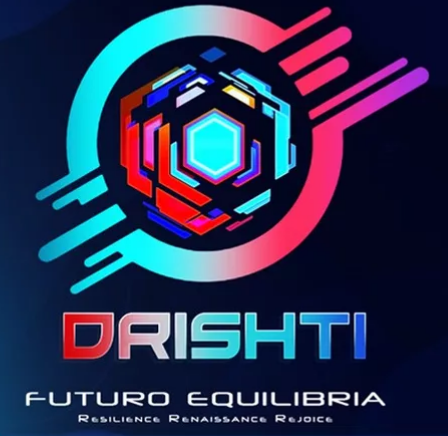 DRISHTI
FUTURO EQUILIBRIA
RESILIENCE RENAISSANCE REJOICE